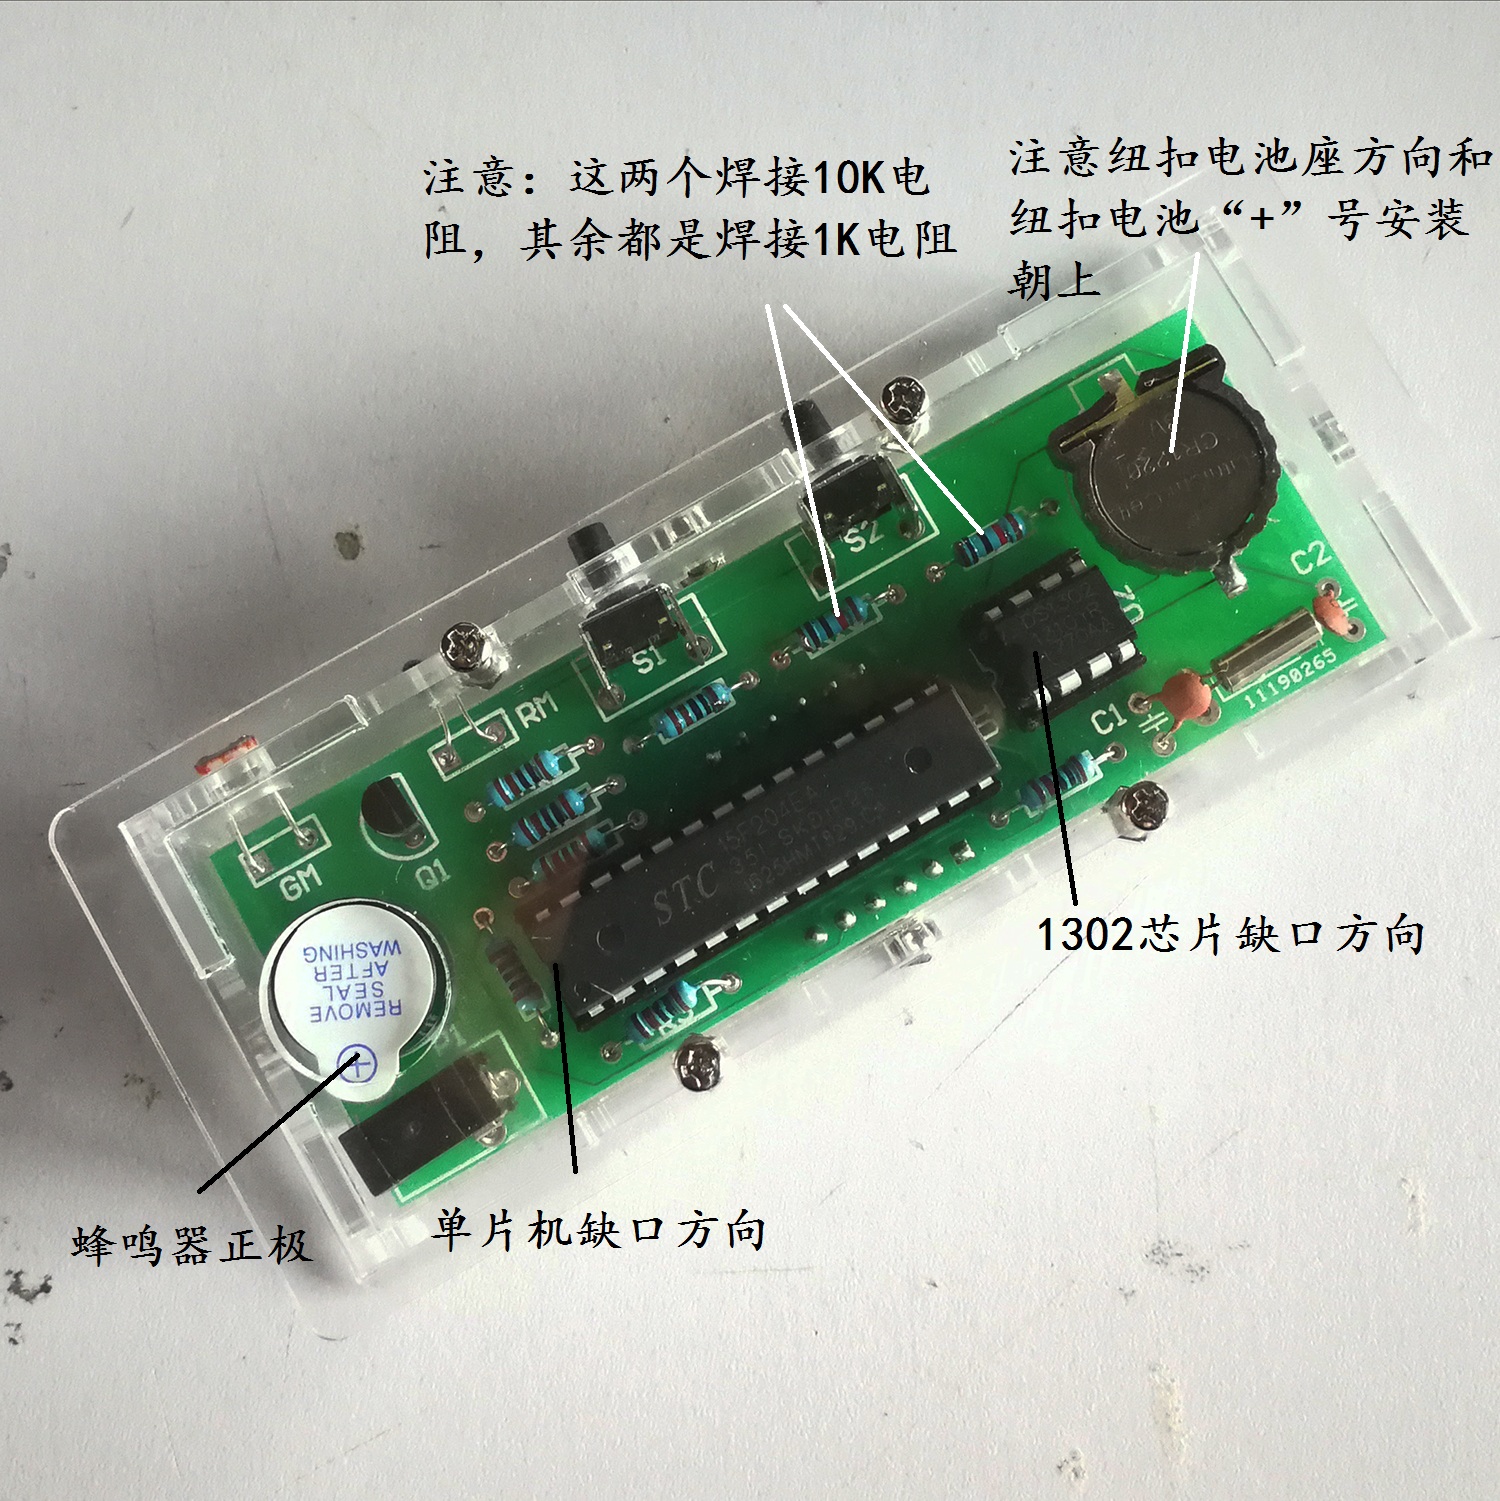 注意：这两个焊接10K电
阻，其余都是焊接1K电阻
注意纽扣电池座方向和
纽扣电池“+”号安装
朝上
S2
S1
RM
GM
Q1
C2
C1
11190265
STC
REMOVE
SEAL
AFTER
WASHING
+
1302芯片缺口方向
单片机缺口方向
蜂鸣器正极